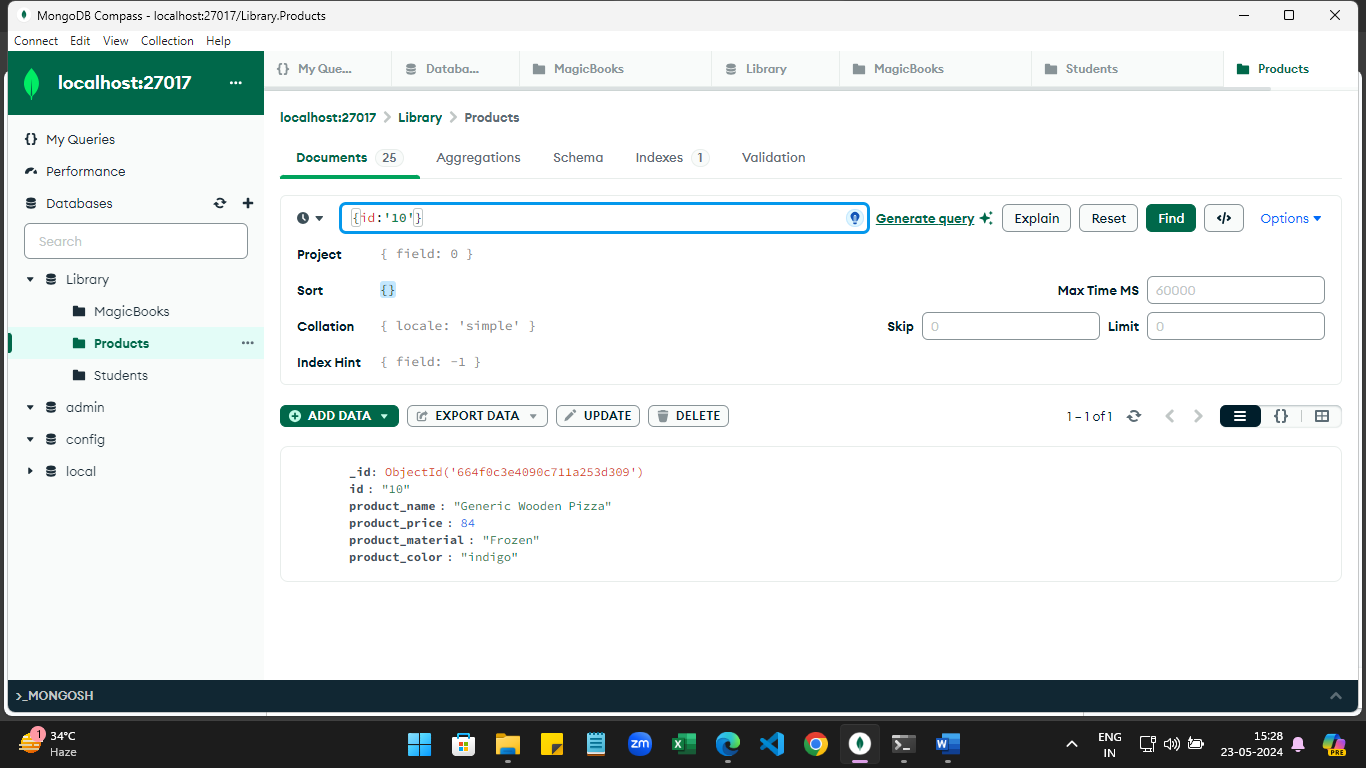 MongoDB Compass - localhost:27017/Library.Products
Connect Edit View Collection Help
localhost:27017 ...
My Queries
Performance
Databases
Search
Library
MagicBooks
Products ...
Students
admin
config
local
{} My Que... Databa... MagicBooks Library MagicBooks Students Products
localhost:27017 > Library > Products
Documents 25 Aggregations Schema Indexes 1 Validation
{id:'10'} Generate query Explain Reset Find </> Options
Project { field: 0 }
Sort {} Max Time MS 60000
Collation { locale: 'simple' } Skip 0 Limit 0
Index Hint { field: -1 }
ADD DATA EXPORT DATA UPDATE DELETE 1 – 1 of 1 {}
_id: ObjectId('664f0c3e4090c711a253d309')
id : "10"
product_name : "Generic Wooden Pizza"
product_price : 84
product_material : "Frozen"
product_color : "indigo"
>_MONGOSH
1 34°C
Haze
zm
ENG
IN
15:28
23-05-2024
PRE